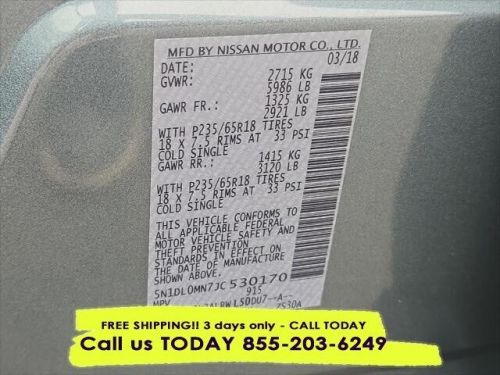 MFD BY NISSAN MOTOR CO., LTD.
DATE: 03/18
GVWR: 2715 KG
5986 LB
GAWR FR.: 1325 KG
2921 LB
WITH P235/65R18 TIRES
18 X 7.5 RIMS AT 33 PSI
COLD SINGLE
GAWR RR.: 1415 KG
3120 LB
WITH P235/65R18 TIRES
18 X 7.5 RIMS AT 33 PSI
COLD SINGLE
THIS VEHICLE CONFORMS TO
ALL APPLICABLE FEDERAL
MOTOR VEHICLE SAFETY AND
THEFT PREVENTION
STANDARDS IN EFFECT ON
THE DATE OF MANUFACTURE
SHOWN ABOVE.
5N1DL0MN7JC530170
MPV 915
FREE SHIPPING!! 3 days only - CALL TODAY
Call us TODAY 855-203-6249